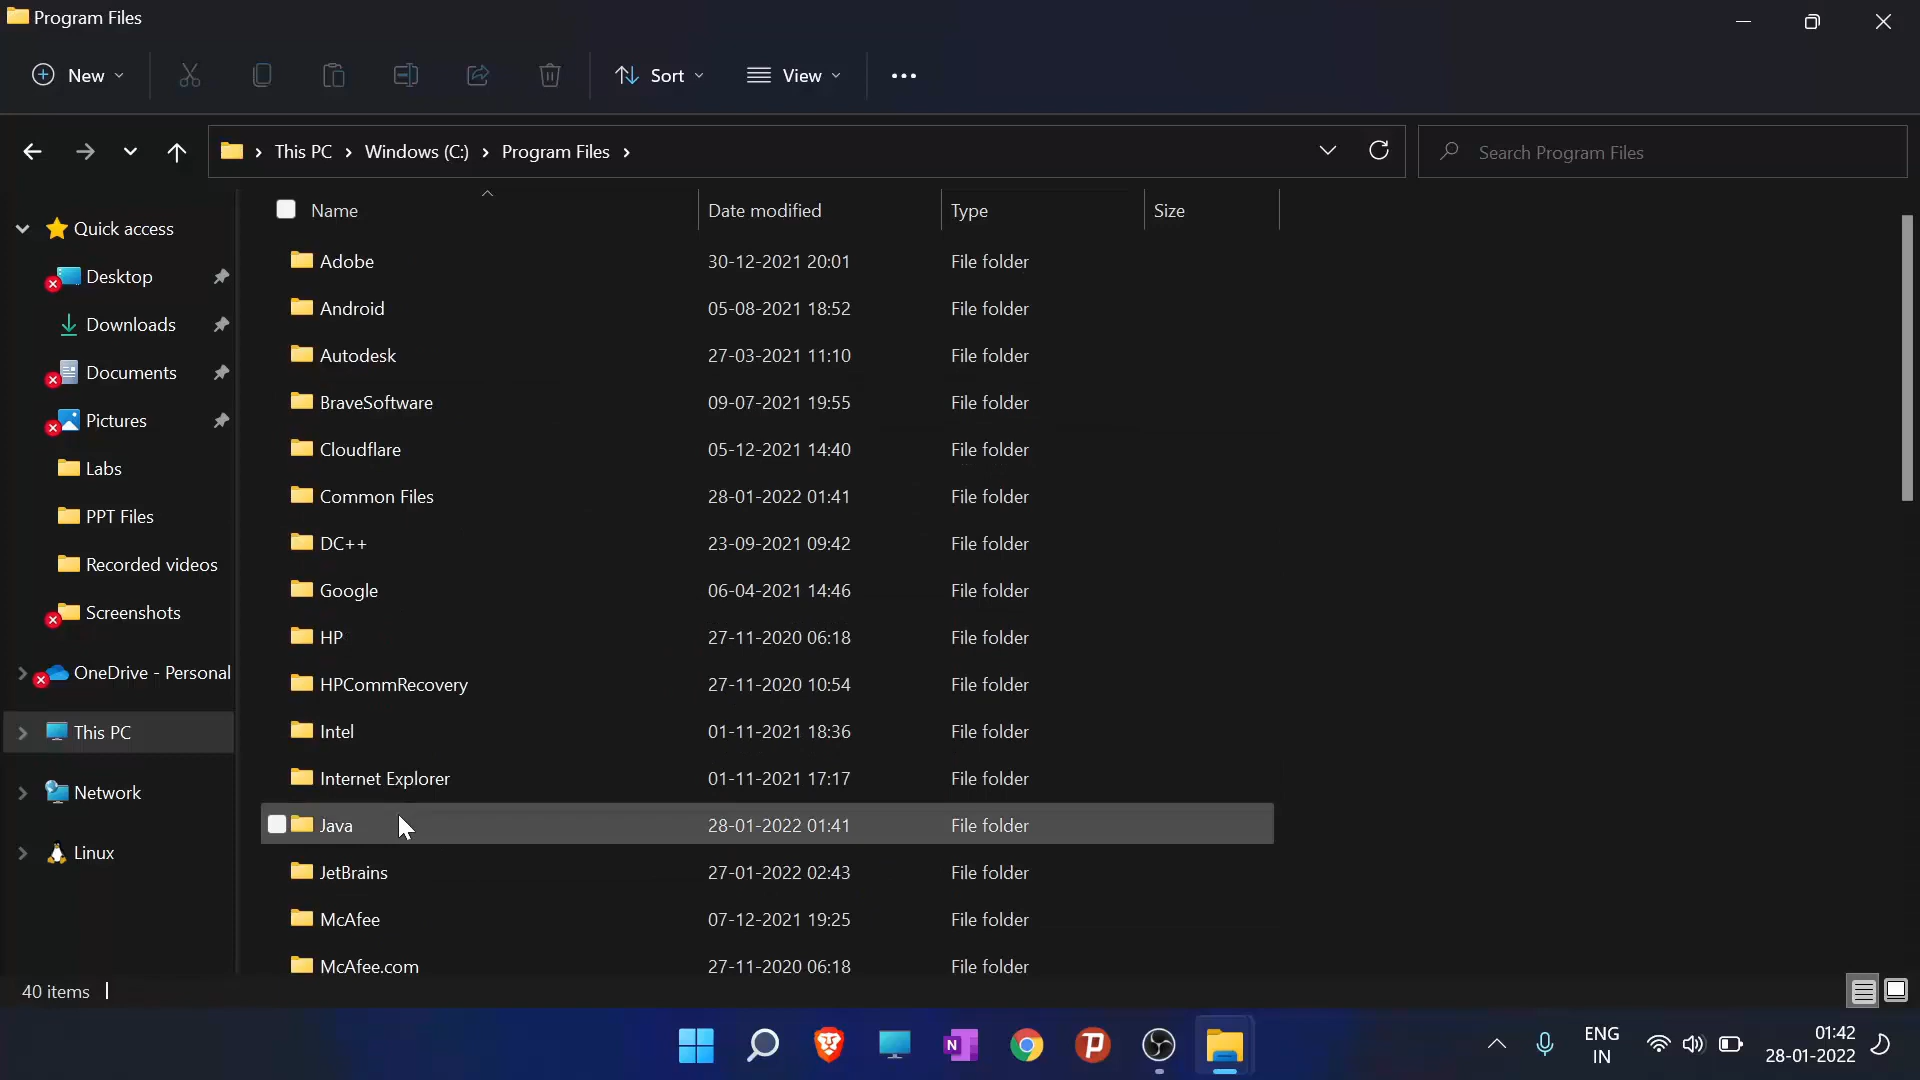 Program Files
New
Sort
View
This PC > Windows (C:) > Program Files >
Search Program Files
Name Date modified Type Size
Quick access
Desktop
Downloads
Documents
Pictures
Labs
PPT Files
Recorded videos
Screenshots
OneDrive - Personal
This PC
Network
Linux
Adobe 30-12-2021 20:01 File folder
Android 05-08-2021 18:52 File folder
Autodesk 27-03-2021 11:10 File folder
BraveSoftware 09-07-2021 19:55 File folder
Cloudflare 05-12-2021 14:40 File folder
Common Files 28-01-2022 01:41 File folder
DC++ 23-09-2021 09:42 File folder
Google 06-04-2021 14:46 File folder
HP 27-11-2020 06:18 File folder
HPCommRecovery 27-11-2020 10:54 File folder
Intel 01-11-2021 18:36 File folder
Internet Explorer 01-11-2021 17:17 File folder
Java 28-01-2022 01:41 File folder
JetBrains 27-01-2022 02:43 File folder
McAfee 07-12-2021 19:25 File folder
McAfee.com 27-11-2020 06:18 File folder
40 items
N
P
ENG
IN
01:42
28-01-2022